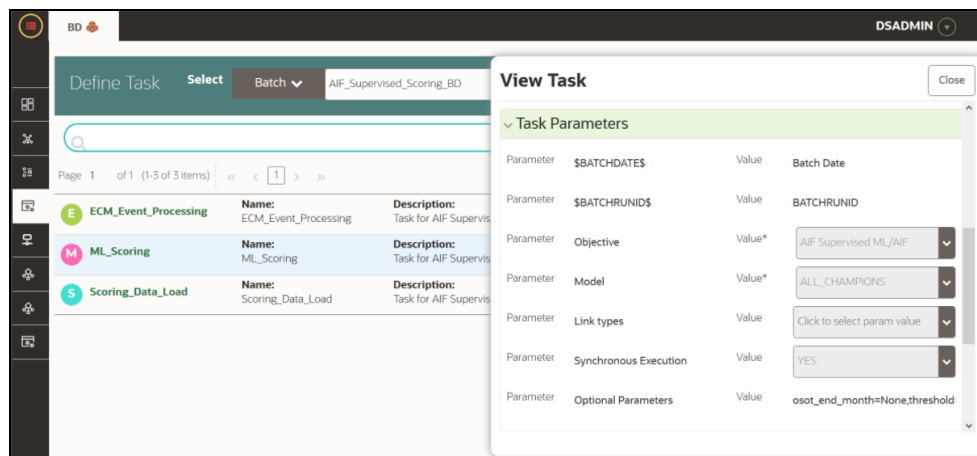 BD
DSADMIN
Define Task Select Batch AIF_Supervised_Scoring_BD
Page 1 of 1 (1-3 of 3 items) « < 1 > »
E ECM_Event_Processing Name: Description:
ECM_Event_Processing Task for AIF Supervis
M ML_Scoring Name: Description:
ML_Scoring Task for AIF Supervis
S Scoring_Data_Load Name: Description:
Scoring_Data_Load Task for AIF Supervis
View Task Close
Task Parameters
Parameter $BATCHDATE$ Value Batch Date
Parameter $BATCHRUNID$ Value BATCHRUNID
Parameter Objective Value* AIF Supervised ML/AIF
Parameter Model Value* ALL_CHAMPIONS
Parameter Link types Value Click to select param value
Parameter Synchronous Execution Value YES
Parameter Optional Parameters Value osot_end_month=None,threshold